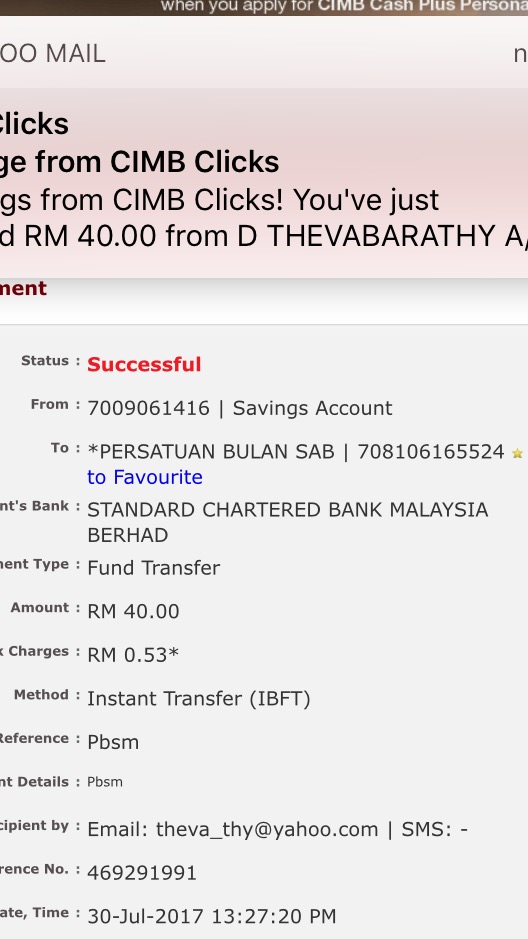 when you apply for CIMB Cash Plus Persona
OO MAIL
n
Clicks
ge from CIMB Clicks
gs from CIMB Clicks! You've just
d RM 40.00 from D THEVABARATHY A/
ment
Status : Successful
From : 7009061416 | Savings Account
To : *PERSATUAN BULAN SAB | 708106165524
to Favourite
nt's Bank : STANDARD CHARTERED BANK MALAYSIA
BERHAD
ment Type : Fund Transfer
Amount : RM 40.00
k Charges : RM 0.53*
Method : Instant Transfer (IBFT)
Reference : Pbsm
nt Details : Pbsm
cipient by : Email: theva_thy@yahoo.com | SMS: -
rence No. : 469291991
ate, Time : 30-Jul-2017 13:27:20 PM